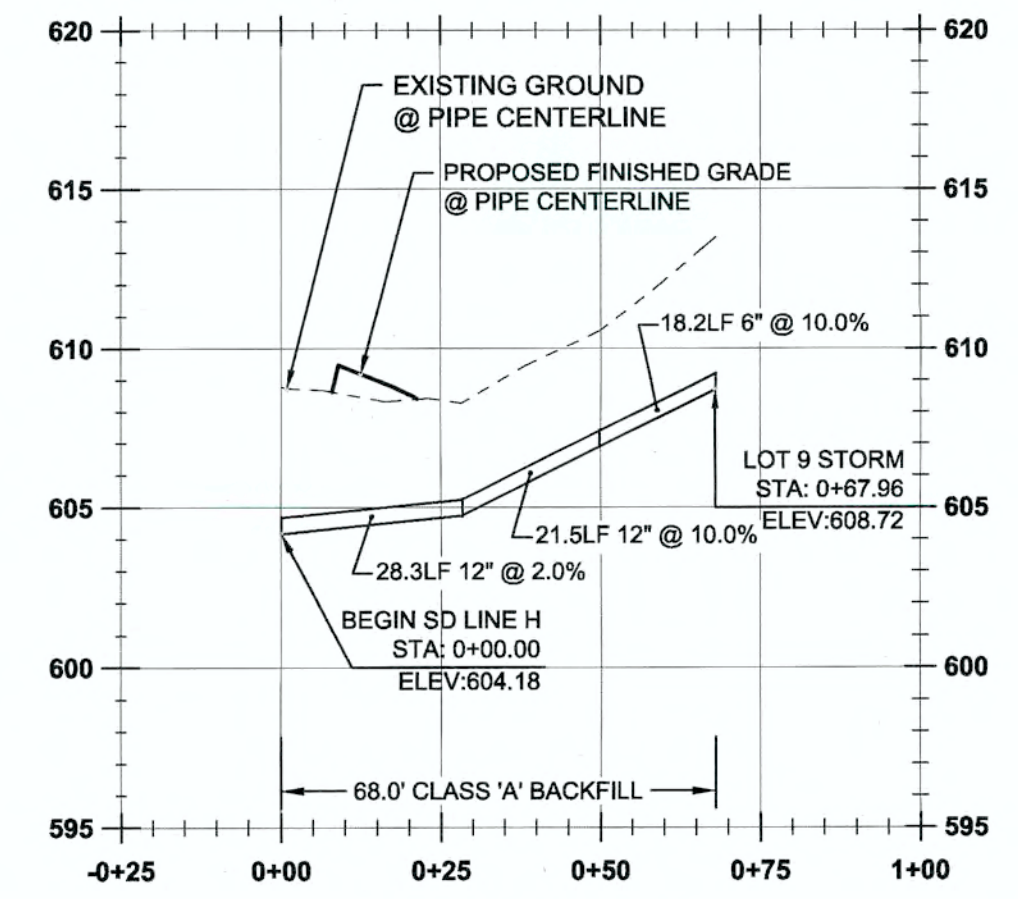 620
620
EXISTING GROUND
@ PIPE CENTERLINE
PROPOSED FINISHED GRADE
@ PIPE CENTERLINE
615
615
18.2LF 6" @ 10.0%
610
610
LOT 9 STORM
STA: 0+67.96
ELEV:608.72
605
605
21.5LF 12" @ 10.0%
28.3LF 12" @ 2.0%
BEGIN SD LINE H
STA: 0+00.00
ELEV:604.18
600
600
68.0' CLASS 'A' BACKFILL
595
595
-0+25 0+00 0+25 0+50 0+75 1+00